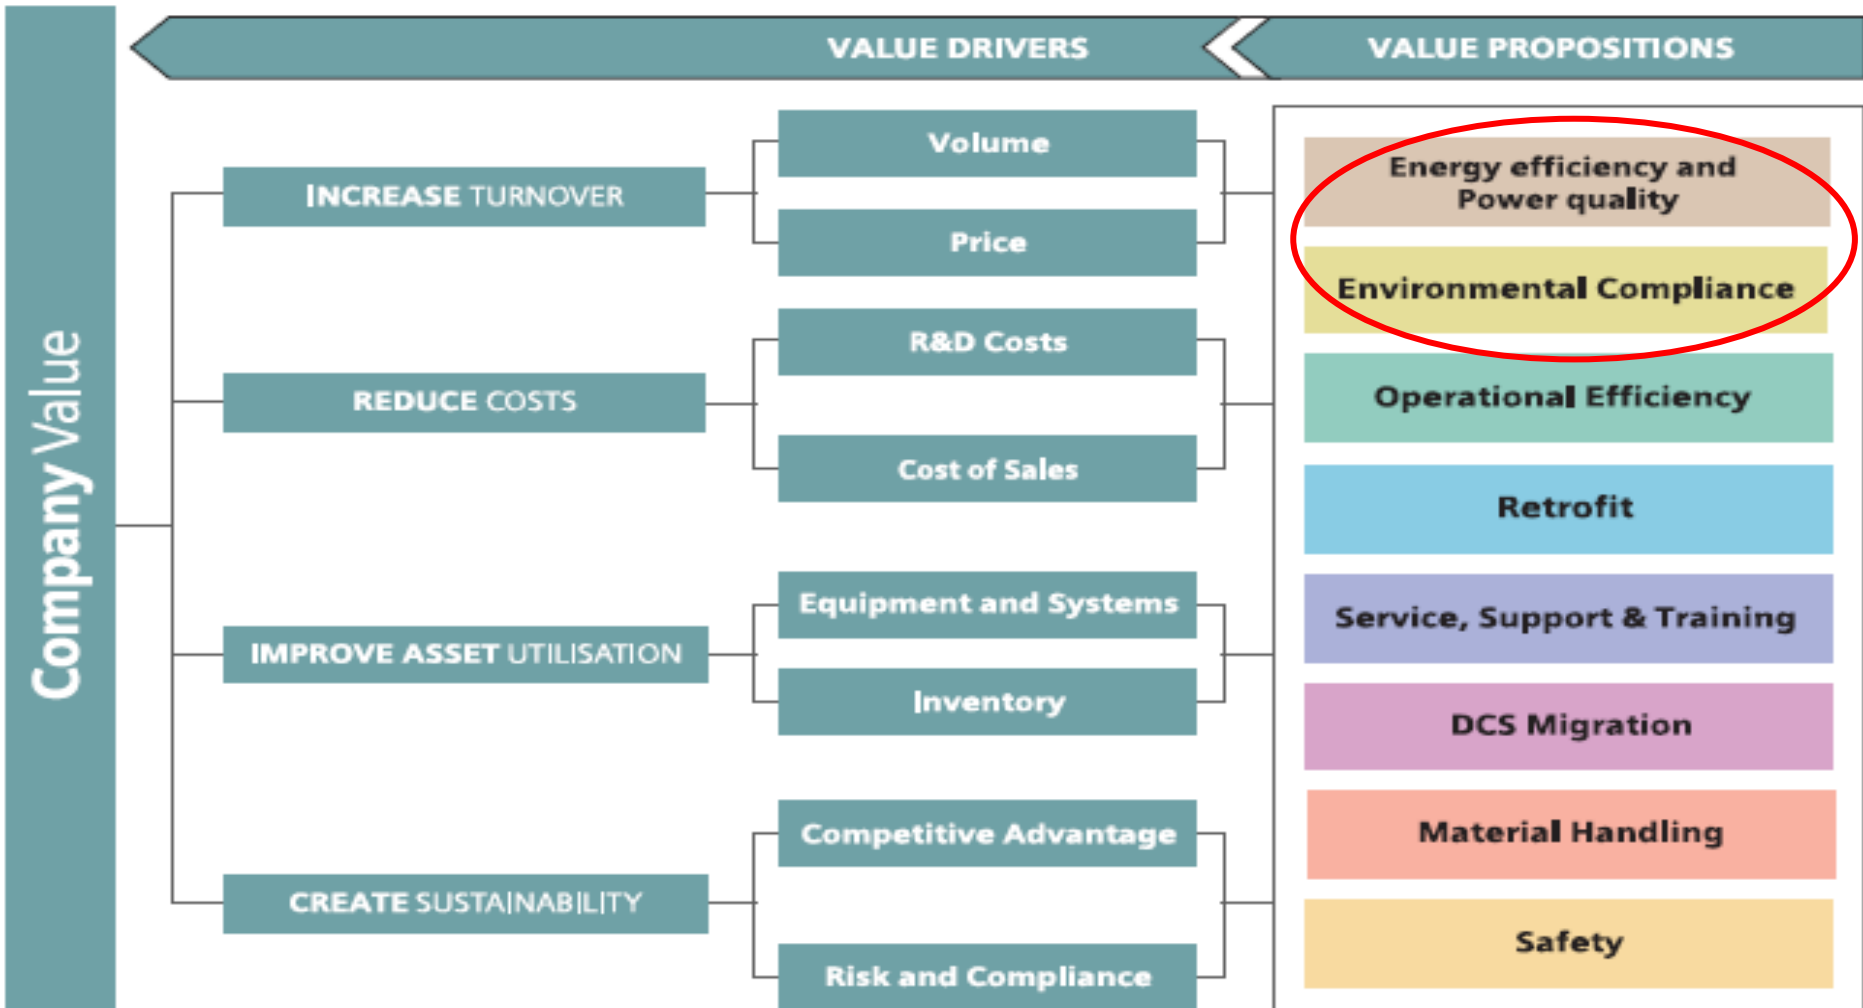 VALUE DRIVERS
VALUE PROPOSITIONS
Company Value
INCREASE TURNOVER
REDUCE COSTS
IMPROVE ASSET UTILISATION
CREATE SUSTAINABILITY
Volume
Price
R&D Costs
Cost of Sales
Equipment and Systems
Inventory
Competitive Advantage
Risk and Compliance
Energy efficiency and
Power quality
Environmental Compliance
Operational Efficiency
Retrofit
Service, Support & Training
DCS Migration
Material Handling
Safety